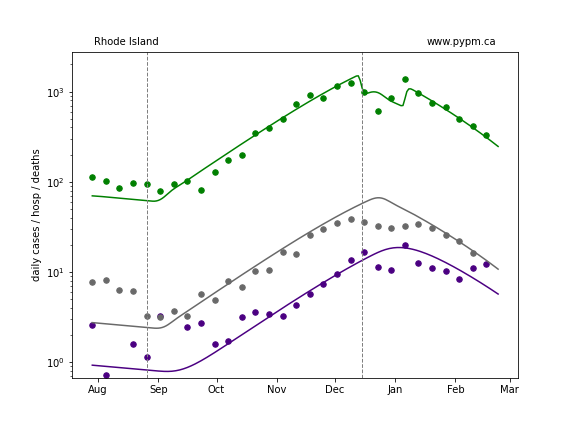 Rhode Island
www.pypm.ca
daily cases / hosp / deaths
10³
10²
10¹
10⁰
Aug Sep Oct Nov Dec Jan Feb Mar